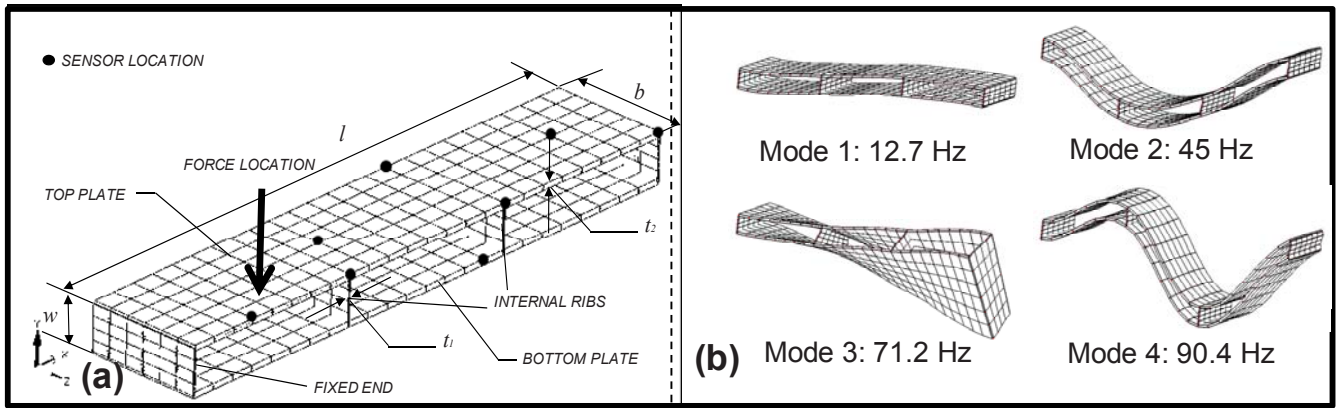 SENSOR LOCATION
b
l
FORCE LOCATION
TOP PLATE
t2
INTERNAL RIBS
w
t1
BOTTOM PLATE
Y
X
Z
(a)
FIXED END
Mode 1: 12.7 Hz
Mode 2: 45 Hz
(b)
Mode 3: 71.2 Hz
Mode 4: 90.4 Hz